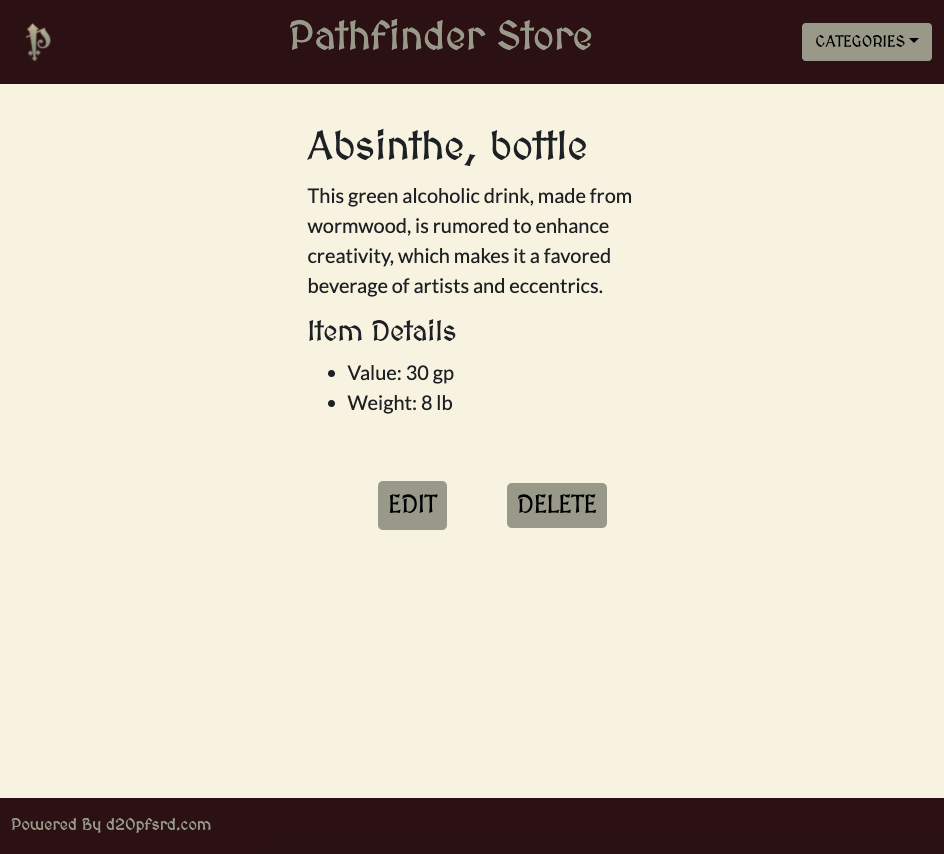 Pathfinder Store
CATEGORIES
Absinthe, bottle
This green alcoholic drink, made from
wormwood, is rumored to enhance
creativity, which makes it a favored
beverage of artists and eccentrics.
Item Details
• Value: 30 gp
• Weight: 8 lb
EDIT
DELETE
Powered By d20pfsrd.com